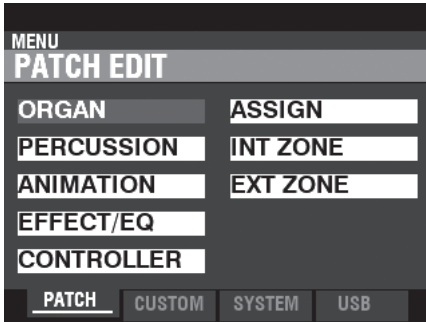 MENU
PATCH EDIT
ORGAN
PERCUSSION
ANIMATION
EFFECT/EQ
CONTROLLER
ASSIGN
INT ZONE
EXT ZONE
PATCH CUSTOM SYSTEM USB